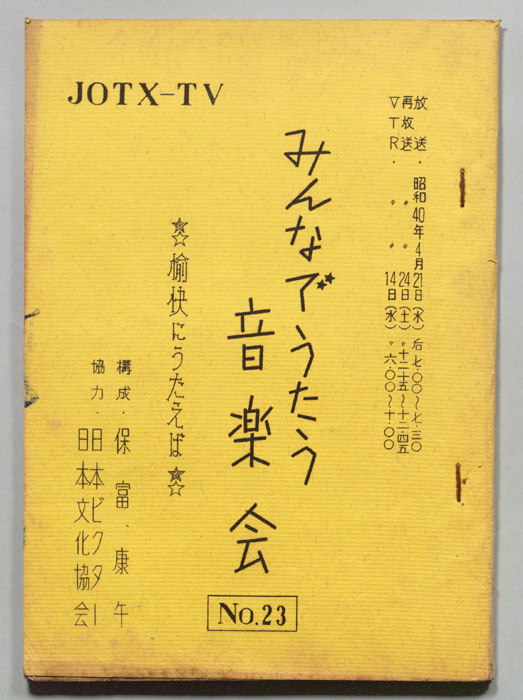 JOTX-TV
放送・昭和40年4月21日(水)后七・〇〇〜七・三〇
再放送 〃 〃 24日(土)〃十二・十五〜十二・四五
VTR・〃 〃 14日(水)〃六・〇〇〜十・〇〇
みんなでうたう
音楽会
☆☆愉快にうたえば☆☆
構成・保富康午
協力・日本ビクター
日本文化協会
No.23